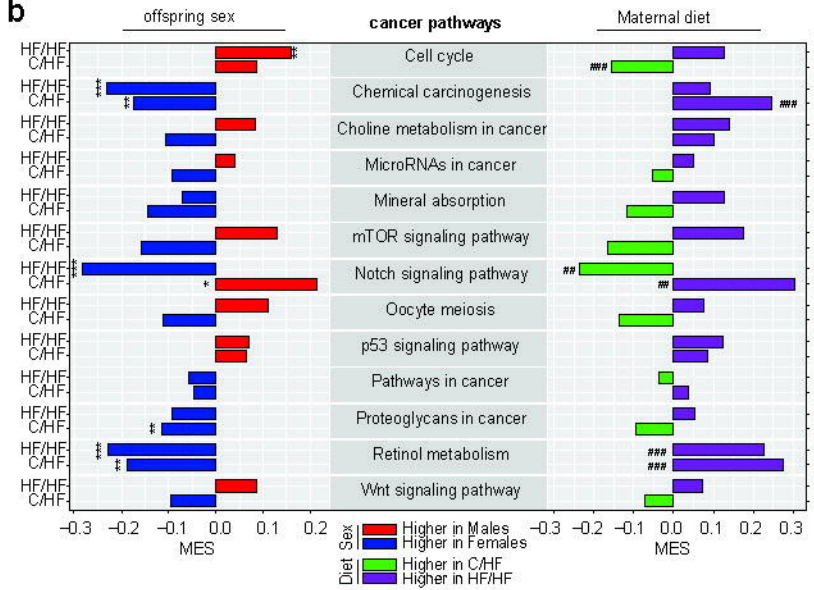 b
offspring sex
cancer pathways
Maternal diet
HF/HF
C/HF
**
Cell cycle
###
HF/HF
C/HF
***
**
Chemical carcinogenesis
###
HF/HF
C/HF
Choline metabolism in cancer
HF/HF
C/HF
MicroRNAs in cancer
HF/HF
C/HF
Mineral absorption
HF/HF
C/HF
mTOR signaling pathway
HF/HF
C/HF
***
*
Notch signaling pathway
##
##
HF/HF
C/HF
Oocyte meiosis
HF/HF
C/HF
p53 signaling pathway
HF/HF
C/HF
Pathways in cancer
HF/HF
C/HF
**
Proteoglycans in cancer
HF/HF
C/HF
***
**
Retinol metabolism
###
###
HF/HF
C/HF
Wnt signaling pathway
−0.3 −0.2 −0.1 0.0 0.1 0.2 −0.3 −0.2 −0.1 0.0 0.1 0.2 0.3
MES
MES
Sex
Higher in Males
Higher in Females
Diet
Higher in C/HF
Higher in HF/HF